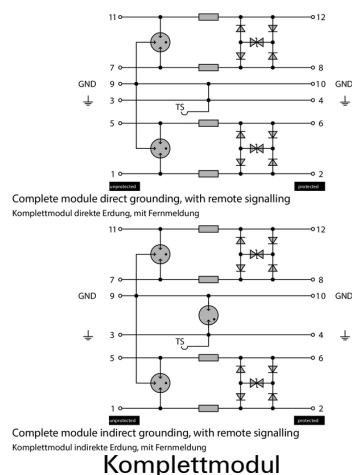 11 12
7 8
GND 9 10 GND
3 4
TS
5 6
1 2
unprotected protected
Complete module direct grounding, with remote signalling
Komplettmodul direkte Erdung, mit Fernmeldung
11 12
7 8
GND 9 10 GND
3 4
TS
5 6
1 2
unprotected protected
Complete module indirect grounding, with remote signalling
Komplettmodul indirekte Erdung, mit Fernmeldung
Komplettmodul